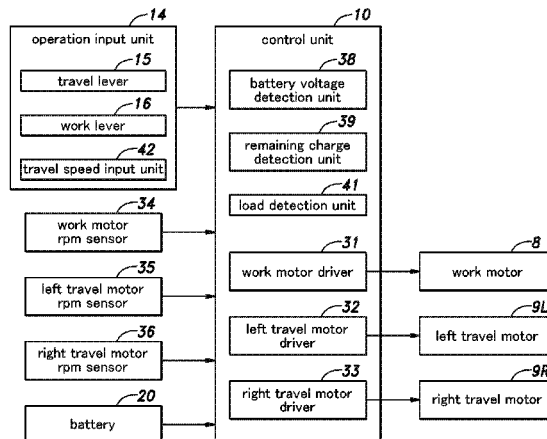 14
operation input unit
15
travel lever
16
work lever
42
travel speed input unit
34
work motor
rpm sensor
35
left travel motor
rpm sensor
36
right travel motor
rpm sensor
20
battery
10
control unit
38
battery voltage
detection unit
39
remaining charge
detection unit
41
load detection unit
31
work motor driver
32
left travel motor
driver
33
right travel motor
driver
8
work motor
9L
left travel motor
9R
right travel motor